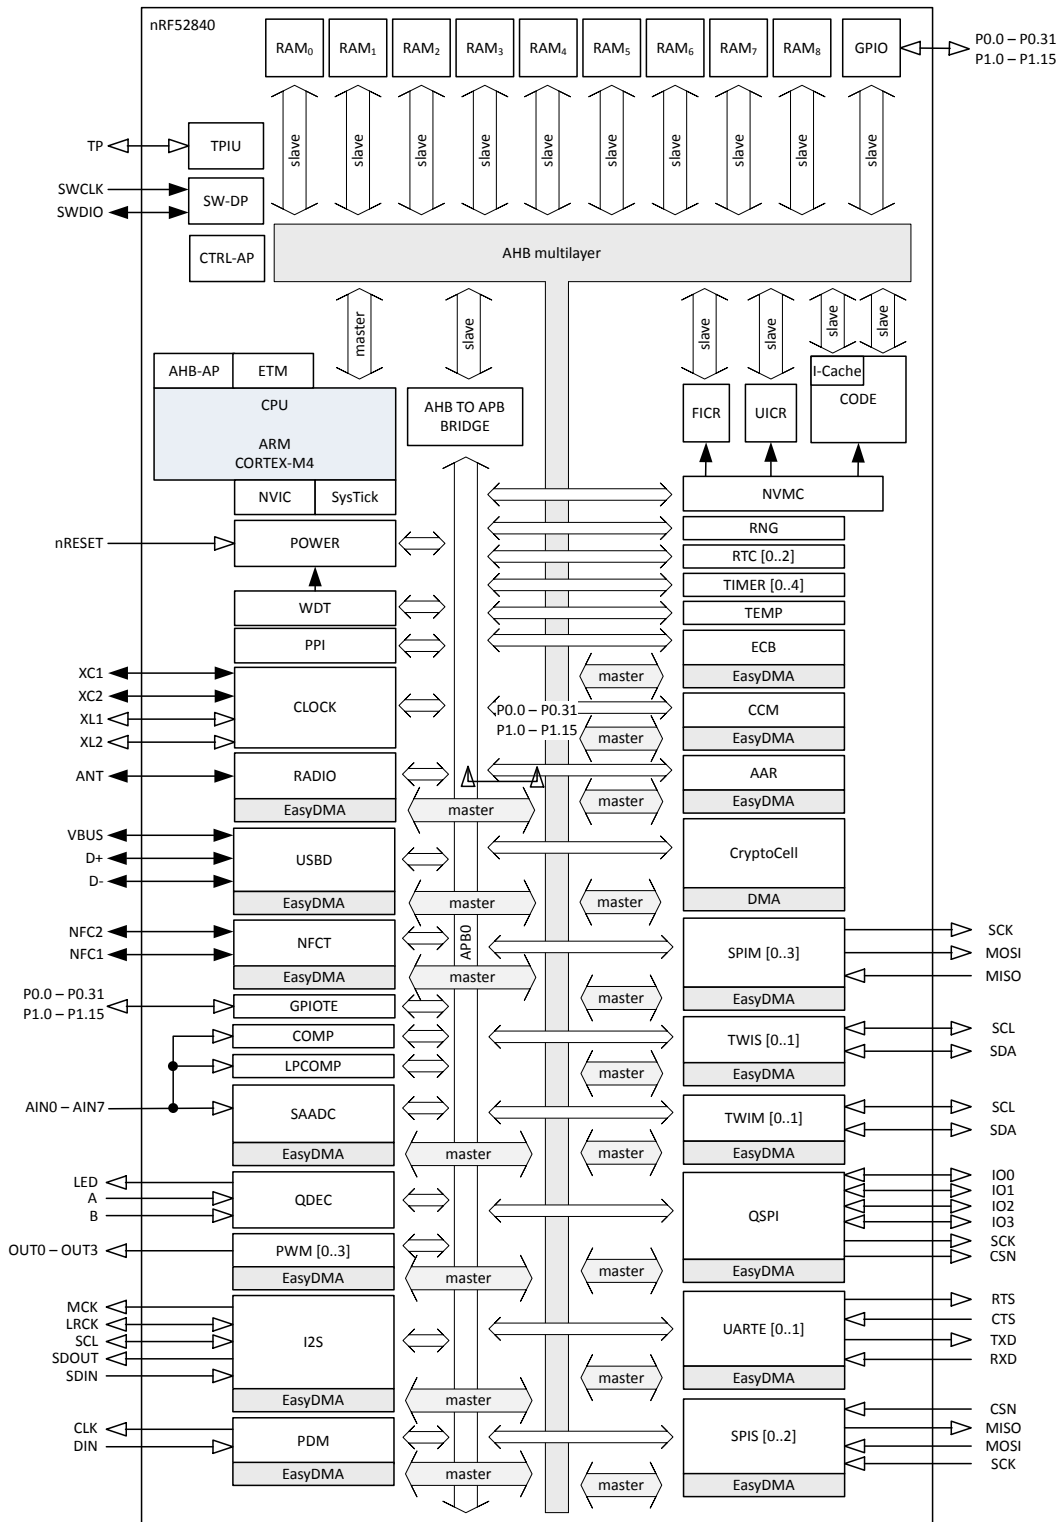 nRF52840
RAM0 RAM1 RAM2 RAM3 RAM4 RAM5 RAM6 RAM7 RAM8 GPIO
P0.0 – P0.31
P1.0 – P1.15
slave slave slave slave slave slave slave slave slave slave
TP TPIU
SWCLK
SWDIO
SW-DP
CTRL-AP
AHB multilayer
master slave slave slave slave slave
AHB-AP ETM
CPU
ARM
CORTEX-M4
NVIC SysTick
AHB TO APB
BRIDGE
FICR UICR
I-Cache
CODE
NVMC
nRESET POWER
RNG
RTC [0..2]
TIMER [0..4]
WDT
TEMP
PPI
ECB
master EasyDMA
XC1
XC2
XL1
XL2
CLOCK
P0.0 – P0.31
P1.0 – P1.15
CCM
master EasyDMA
ANT RADIO
EasyDMA master
AAR
master EasyDMA
VBUS
D+
D-
USBD
EasyDMA master
CryptoCell
master DMA
NFC2
NFC1
NFCT
EasyDMA master
APB0
SPIM [0..3]
master EasyDMA
SCK
MOSI
MISO
P0.0 – P0.31
P1.0 – P1.15
GPIOTE
COMP
LPCOMP
TWIS [0..1]
master EasyDMA
SCL
SDA
AIN0 – AIN7 SAADC
EasyDMA master
TWIM [0..1]
master EasyDMA
SCL
SDA
LED
A
B
QDEC
QSPI
master EasyDMA
IO0
IO1
IO2
IO3
SCK
CSN
OUT0 – OUT3 PWM [0..3]
EasyDMA master
MCK
LRCK
SCL
SDOUT
SDIN
I2S
EasyDMA master
UARTE [0..1]
master EasyDMA
RTS
CTS
TXD
RXD
CLK
DIN
PDM
EasyDMA master
SPIS [0..2]
master EasyDMA
CSN
MISO
MOSI
SCK